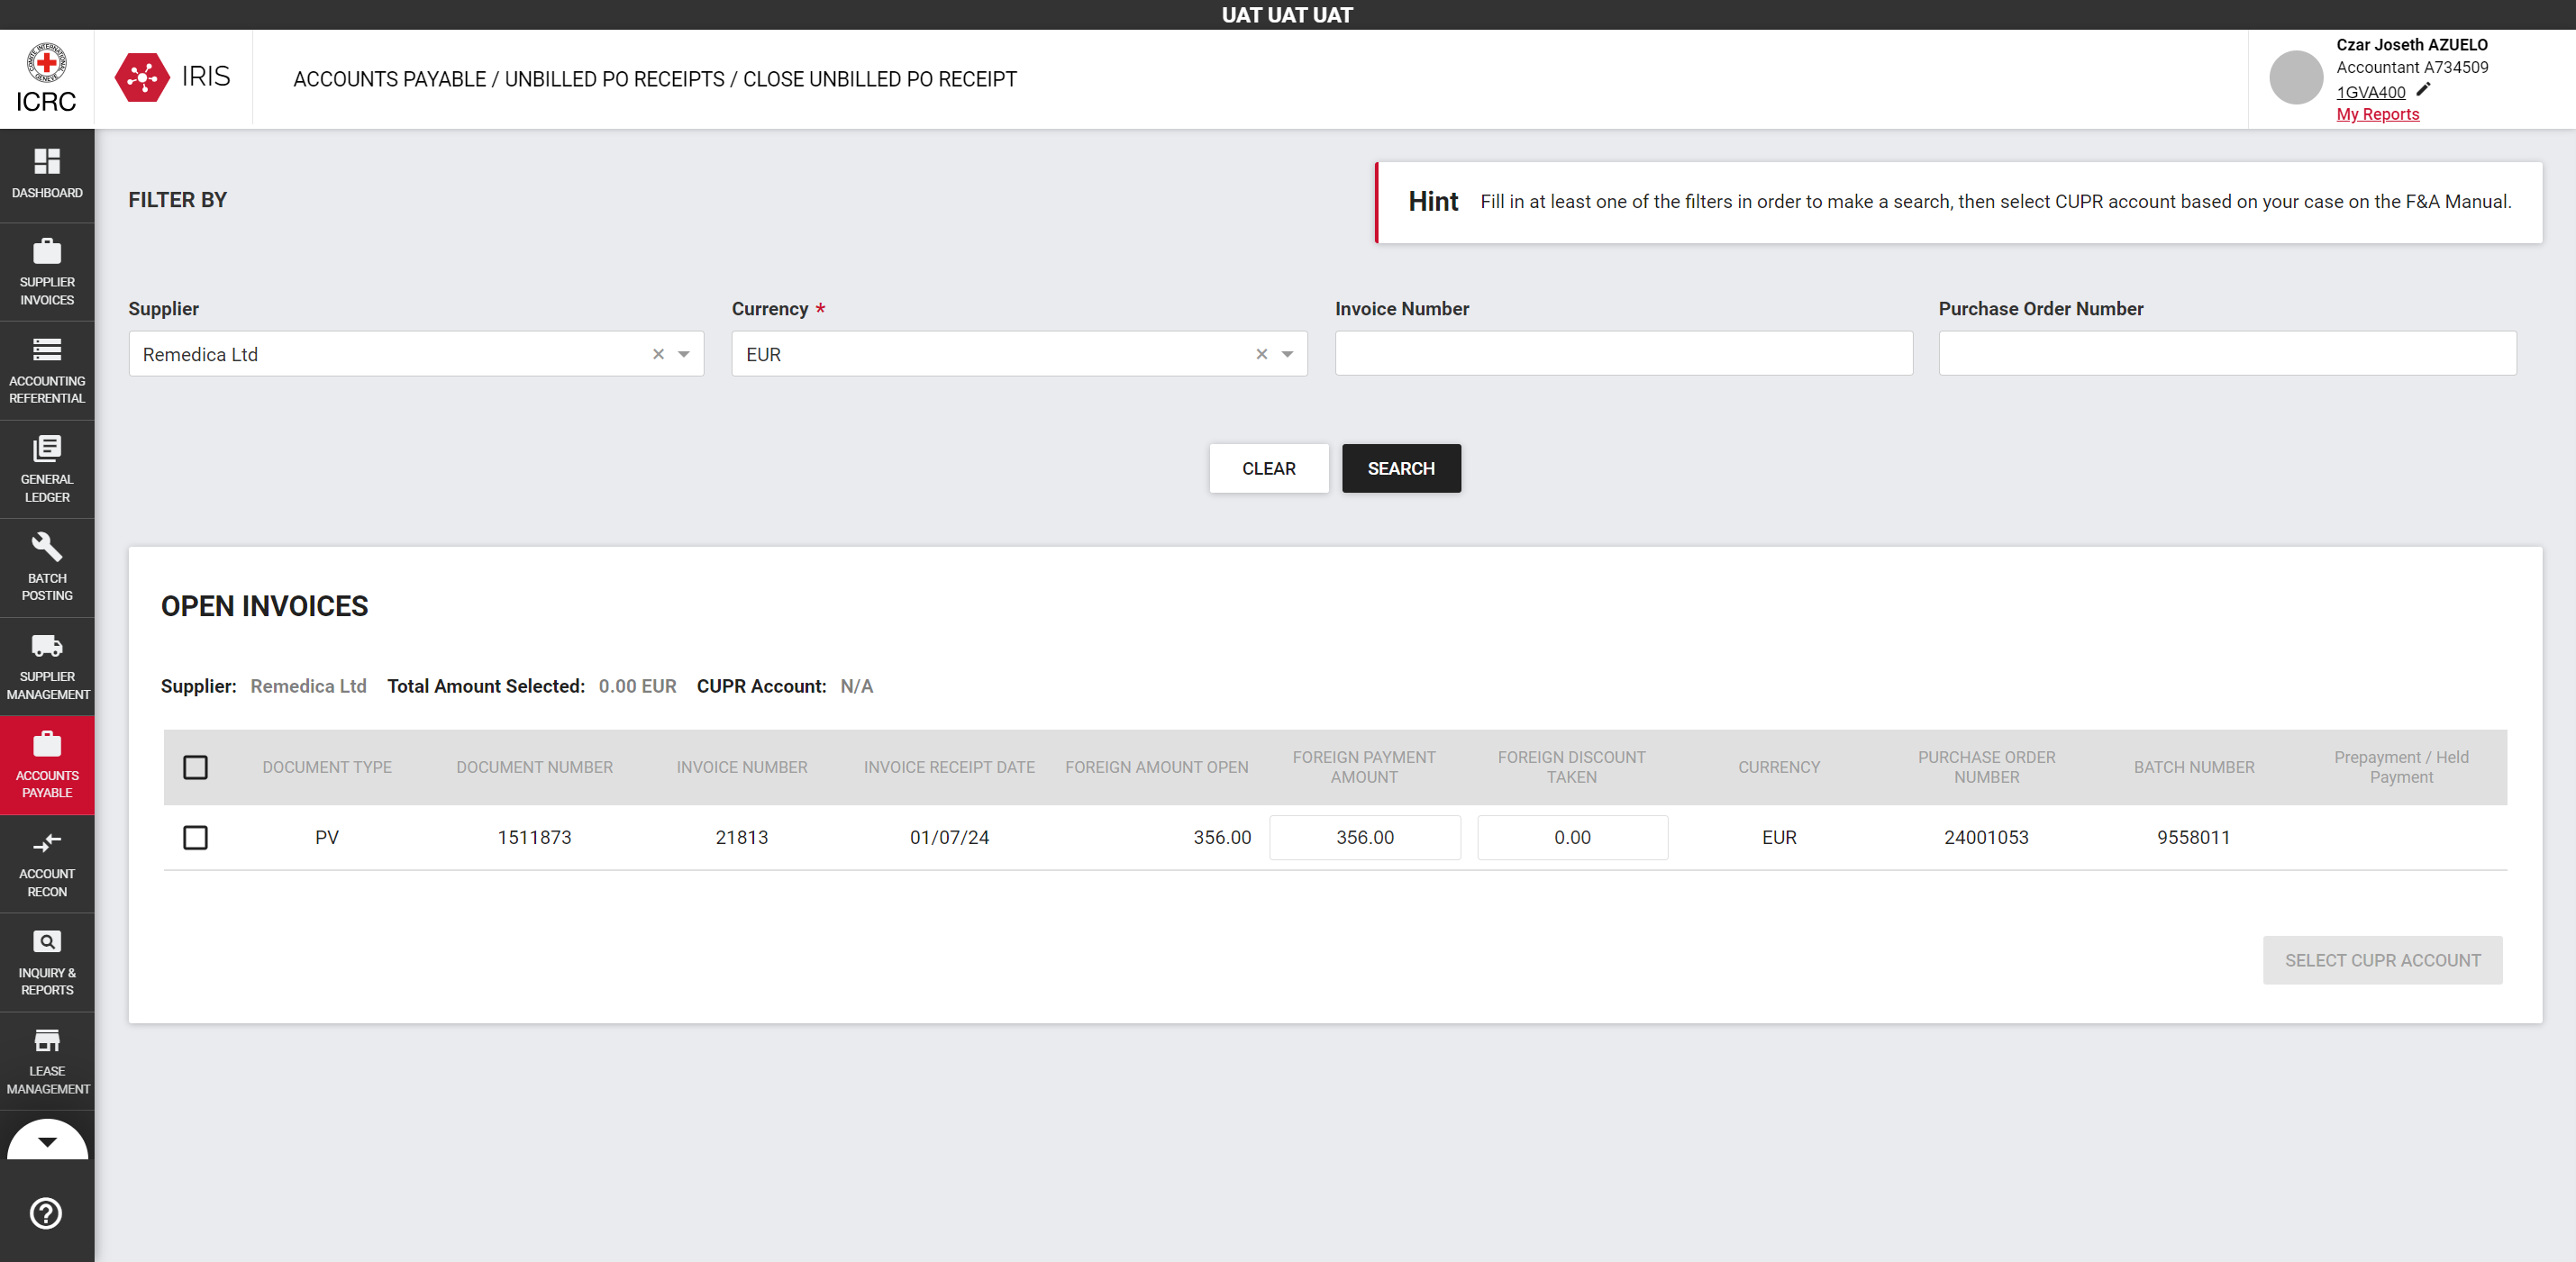 UAT UAT UAT
COMITE INTERNATIONAL GENEVE
ICRC
IRIS
ACCOUNTS PAYABLE / UNBILLED PO RECEIPTS / CLOSE UNBILLED PO RECEIPT
Czar Joseth AZUELO
Accountant A734509
1GVA400
My Reports
DASHBOARD
SUPPLIER
INVOICES
ACCOUNTING
REFERENTIAL
GENERAL
LEDGER
BATCH
POSTING
SUPPLIER
MANAGEMENT
ACCOUNTS
PAYABLE
ACCOUNT
RECON
INQUIRY &
REPORTS
LEASE
MANAGEMENT
FILTER BY
Hint Fill in at least one of the filters in order to make a search, then select CUPR account based on your case on the F&A Manual.
Supplier Currency * Invoice Number Purchase Order Number
Remedica Ltd EUR
CLEAR SEARCH
OPEN INVOICES
Supplier: Remedica Ltd Total Amount Selected: 0.00 EUR CUPR Account: N/A
DOCUMENT TYPE DOCUMENT NUMBER INVOICE NUMBER INVOICE RECEIPT DATE FOREIGN AMOUNT OPEN FOREIGN PAYMENT AMOUNT FOREIGN DISCOUNT TAKEN CURRENCY PURCHASE ORDER NUMBER BATCH NUMBER Prepayment / Held Payment
PV 1511873 21813 01/07/24 356.00 356.00 0.00 EUR 24001053 9558011
SELECT CUPR ACCOUNT